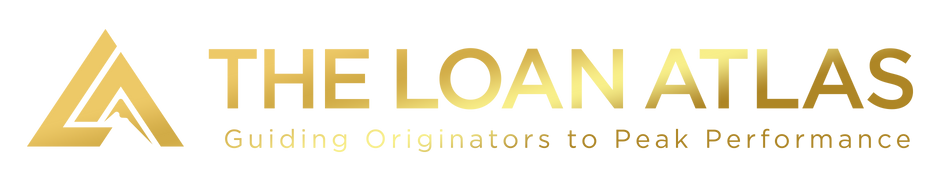 THE LOAN ATLAS
Guiding Originators to Peak Performance